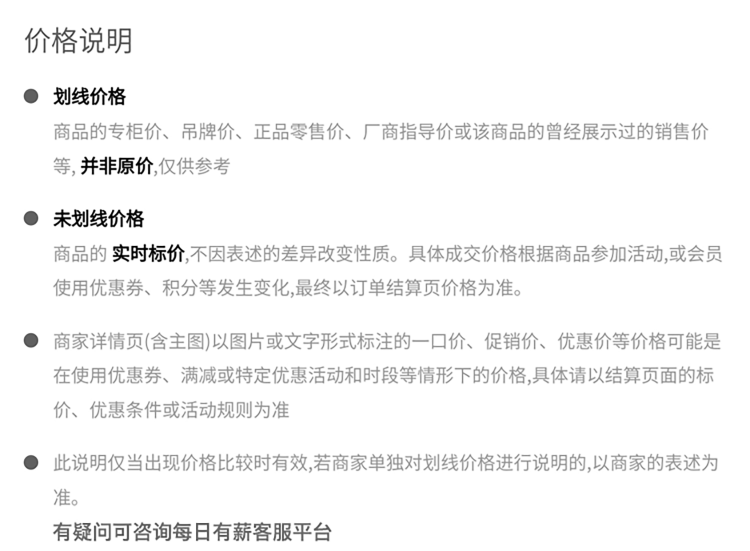 价格说明
划线价格
商品的专柜价、吊牌价、正品零售价、厂商指导价或该商品的曾经展示过的销售价
等, 并非原价,仅供参考
未划线价格
商品的 实时标价,不因表述的差异改变性质。具体成交价格根据商品参加活动,或会员
使用优惠券、积分等发生变化,最终以订单结算页价格为准。
商家详情页(含主图)以图片或文字形式标注的一口价、促销价、优惠价等价格可能是
在使用优惠券、满减或特定优惠活动和时段等情形下的价格,具体请以结算页面的标
价、优惠条件或活动规则为准
此说明仅当出现价格比较时有效,若商家单独对划线价格进行说明的,以商家的表述为
准。
有疑问可咨询每日有薪客服平台